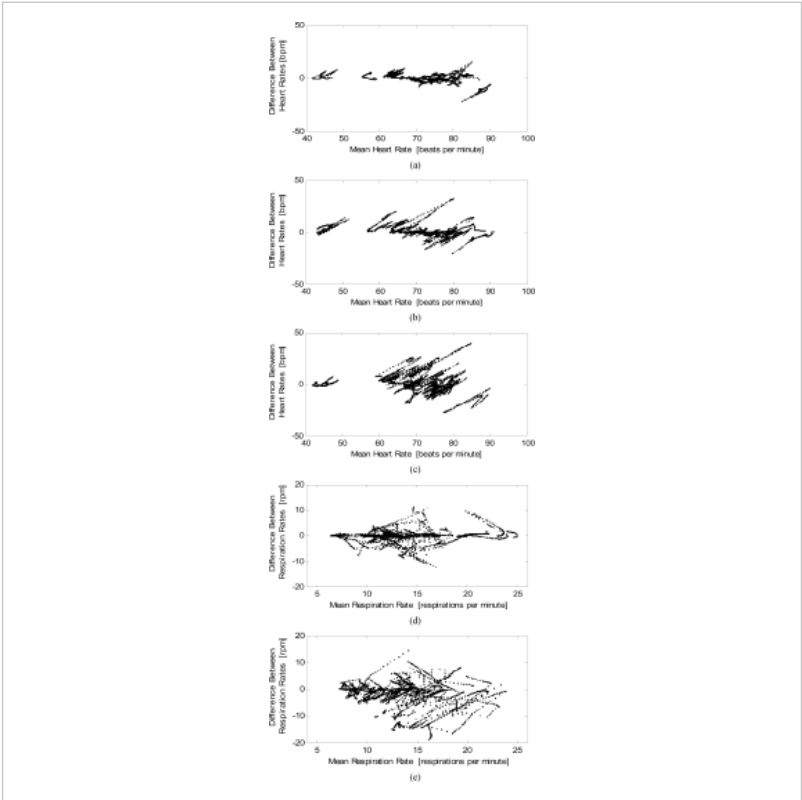 50
0
-50
40 50 60 70 80 90 100
Difference Between
Heart Rates [bpm]
Mean Heart Rate [beats per minute]
(a)
50
0
-50
40 50 60 70 80 90 100
Difference Between
Heart Rates [bpm]
Mean Heart Rate [beats per minute]
(b)
50
0
-50
40 50 60 70 80 90 100
Difference Between
Heart Rates [bpm]
Mean Heart Rate [beats per minute]
(c)
20
10
0
-10
-20
5 10 15 20 25
Difference Between
Respiration Rates [rpm]
Mean Respiration Rate [respirations per minute]
(d)
20
10
0
-10
-20
5 10 15 20 25
Difference Between
Respiration Rates [rpm]
Mean Respiration Rate [respirations per minute]
(e)